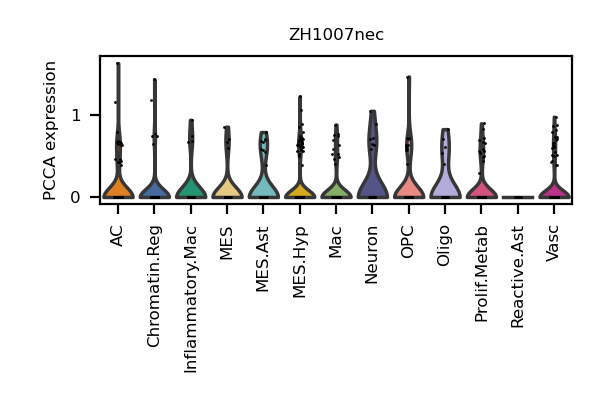 ZH1007nec
PCCA expression
1
0
AC
Chromatin.Reg
Inflammatory.Mac
MES
MES.Ast
MES.Hyp
Mac
Neuron
OPC
Oligo
Prolif.Metab
Reactive.Ast
Vasc